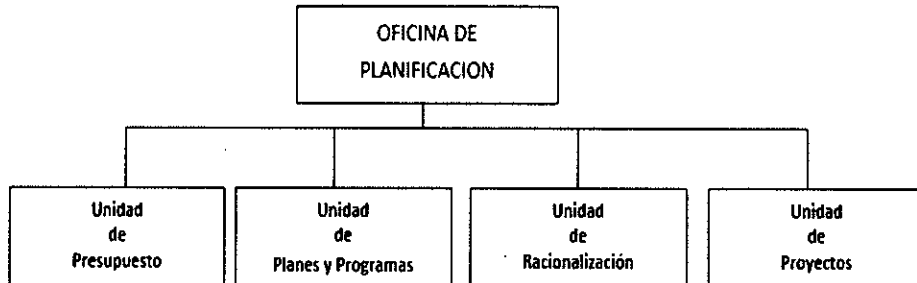 OFICINA DE
PLANIFICACION
Unidad
de
Presupuesto
Unidad
de
Planes y Programas
Unidad
de
Racionalización
Unidad
de
Proyectos